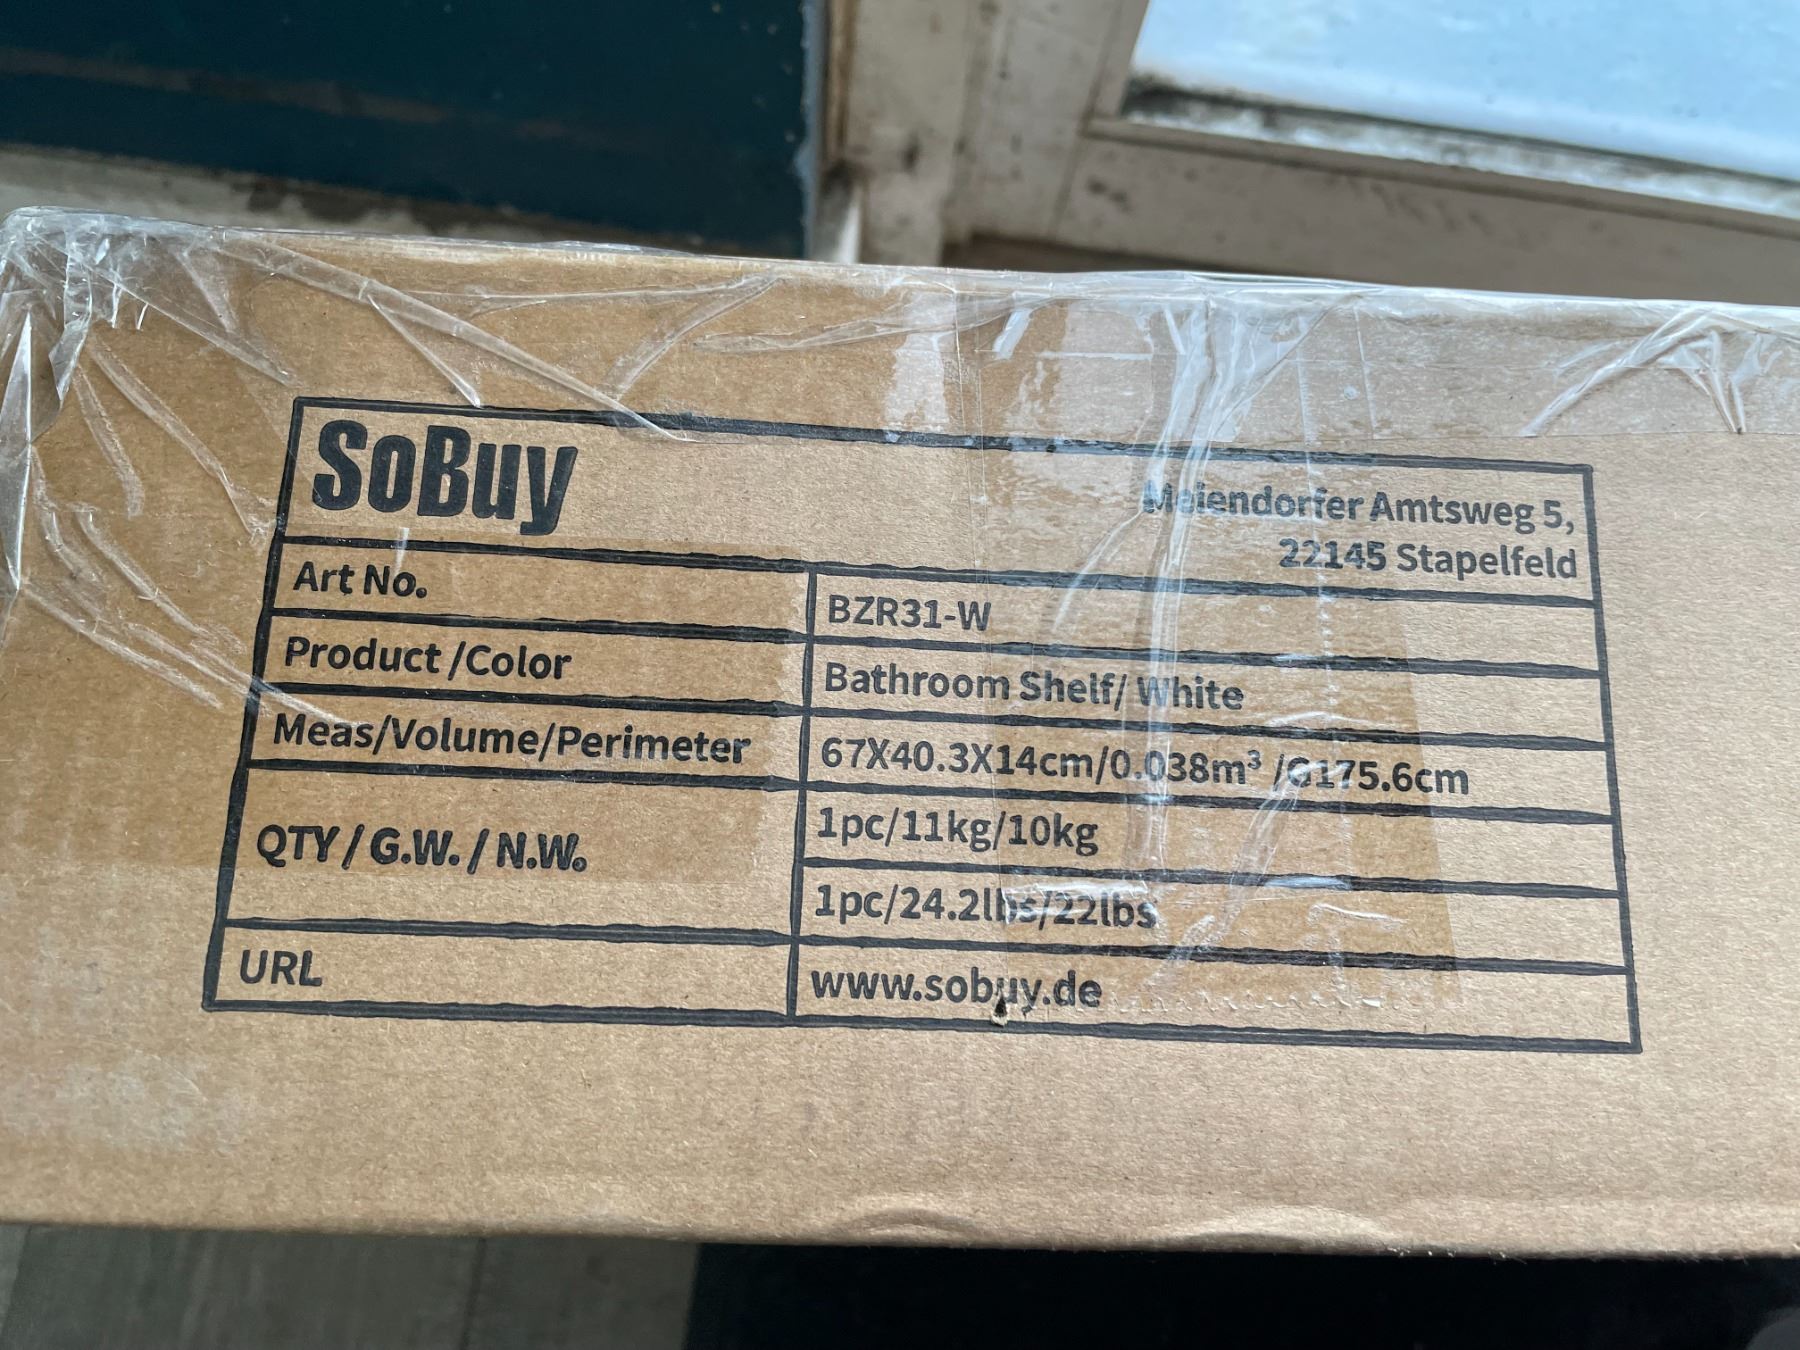 SoBuy
Meiendorfer Amtsweg 5,
22145 Stapelfeld
Art No.
BZR31-W
Product /Color
Bathroom Shelf/ White
Meas/Volume/Perimeter
67X40.3X14cm/0.038m³ /G175.6cm
QTY / G.W. / N.W.
1pc/11kg/10kg
1pc/24.2lbs/22lbs
URL
www.sobuy.de